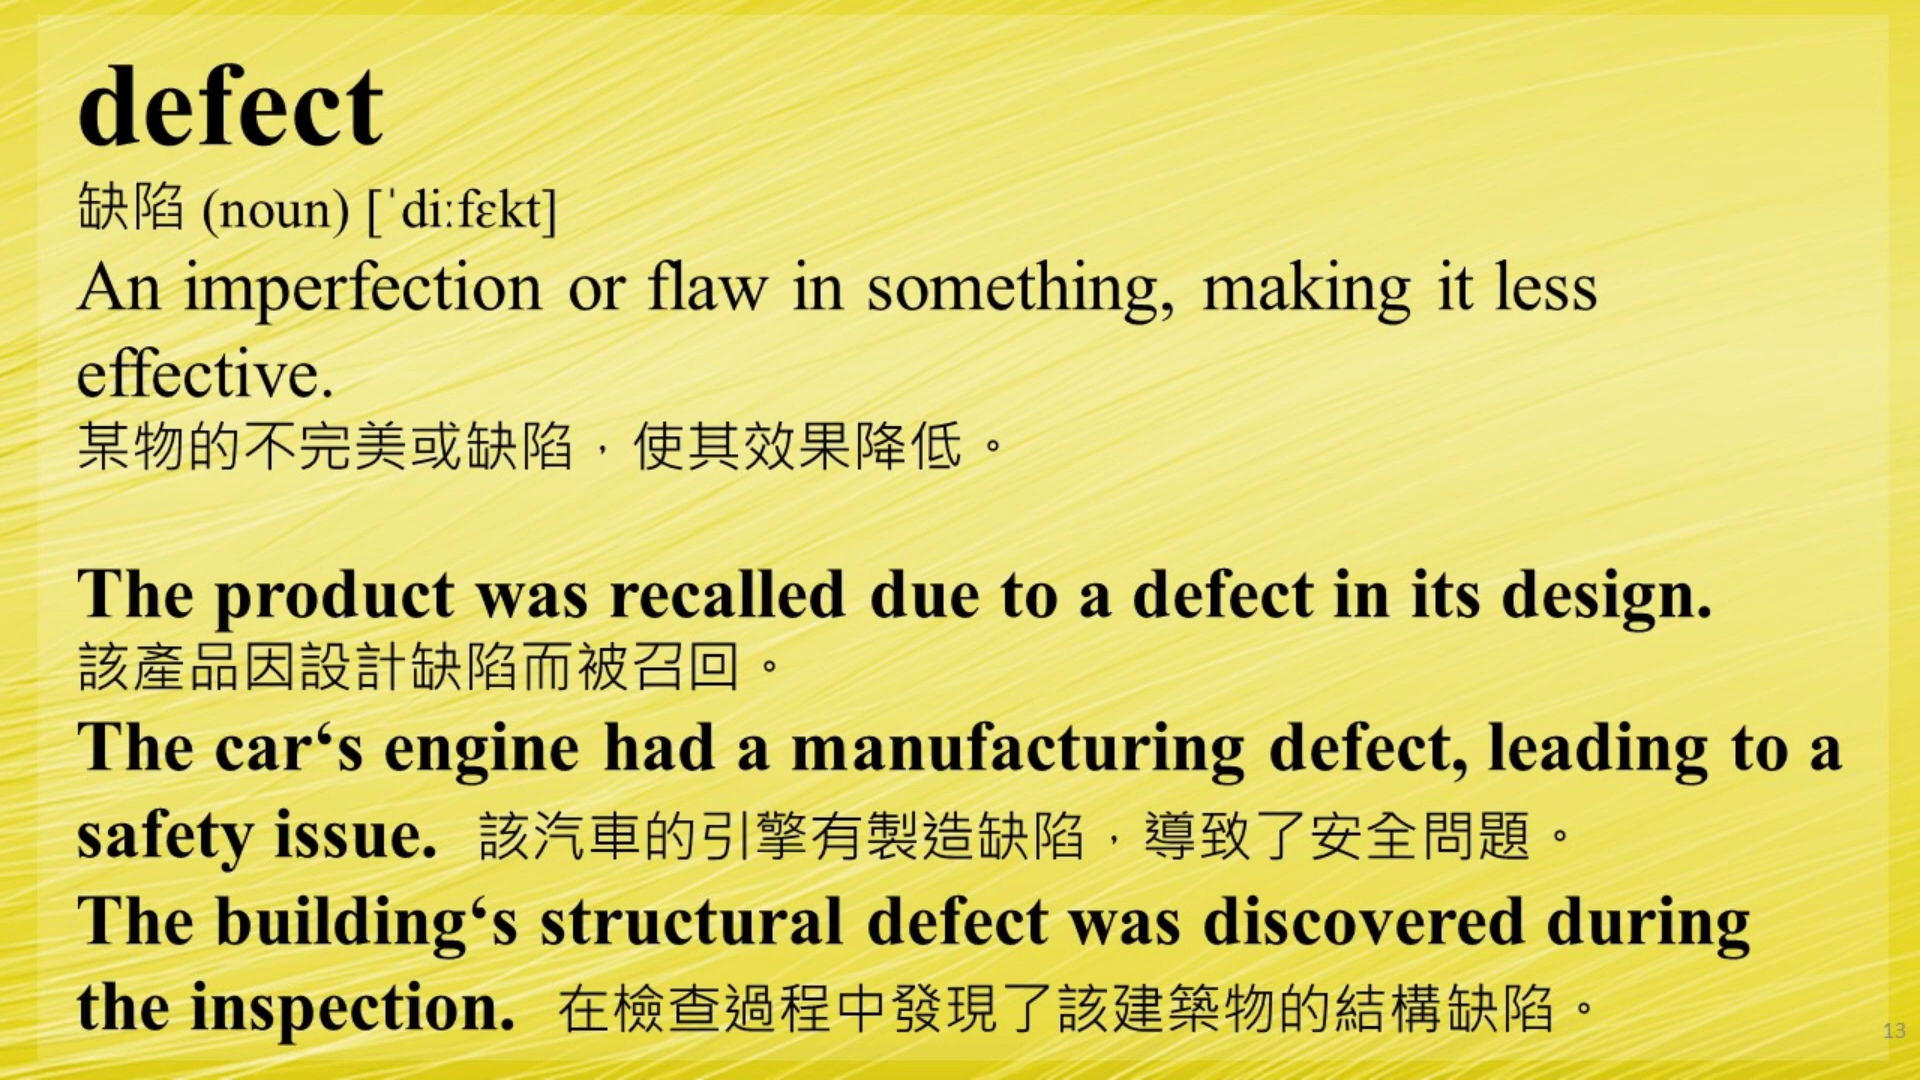 defect
缺陷 (noun) [ˈdiːfɛkt]
An imperfection or flaw in something, making it less
effective.
某物的不完美或缺陷，使其效果降低。
The product was recalled due to a defect in its design.
該產品因設計缺陷而被召回。
The car‘s engine had a manufacturing defect, leading to a
safety issue. 該汽車的引擎有製造缺陷，導致了安全問題。
The building‘s structural defect was discovered during
the inspection. 在檢查過程中發現了該建築物的結構缺陷。
13